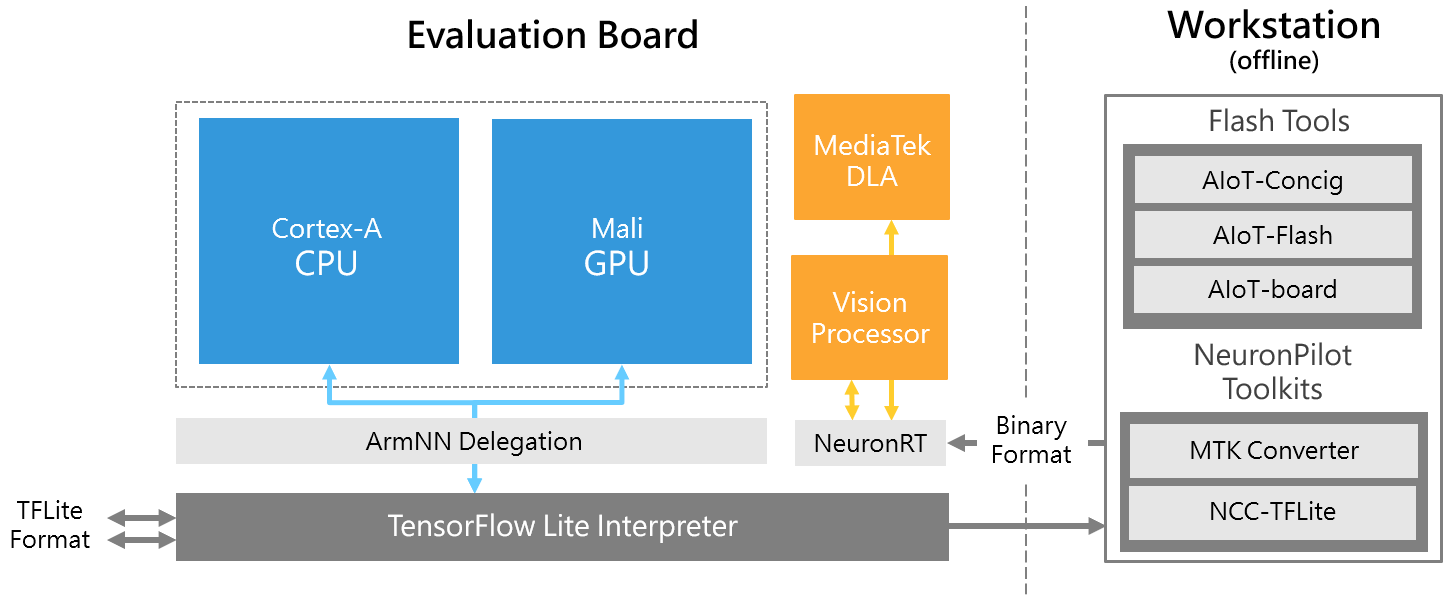 Evaluation Board
Workstation
(offline)
Cortex-A
CPU
Mali
GPU
MediaTek
DLA
Vision
Processor
ArmNN Delegation
NeuronRT
TFLite
Format
TensorFlow Lite Interpreter
Binary
Format
Flash Tools
AIoT-Concig
AIoT-Flash
AIoT-board
NeuronPilot
Toolkits
MTK Converter
NCC-TFLite